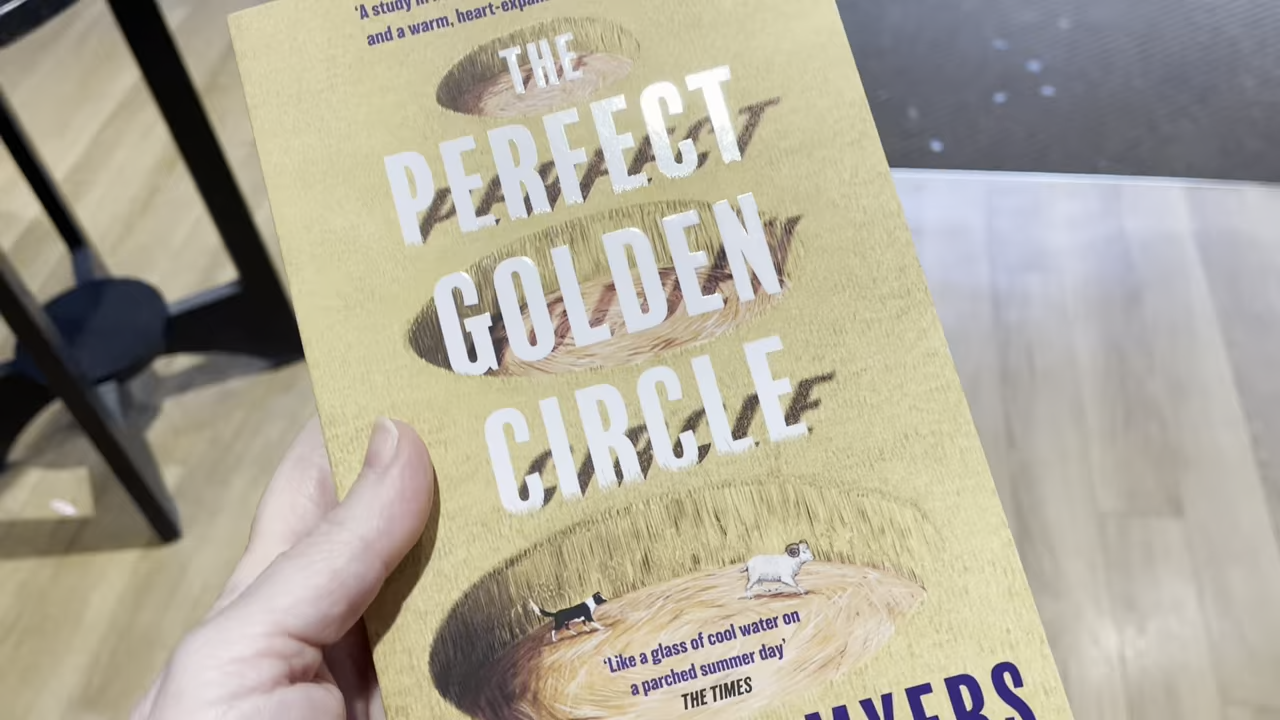 'A study in
and a warm, heart-expan
THE
PERFECT
GOLDEN
CIRCLE
'Like a glass of cool water on
a parched summer day'
THE TIMES
MYERS